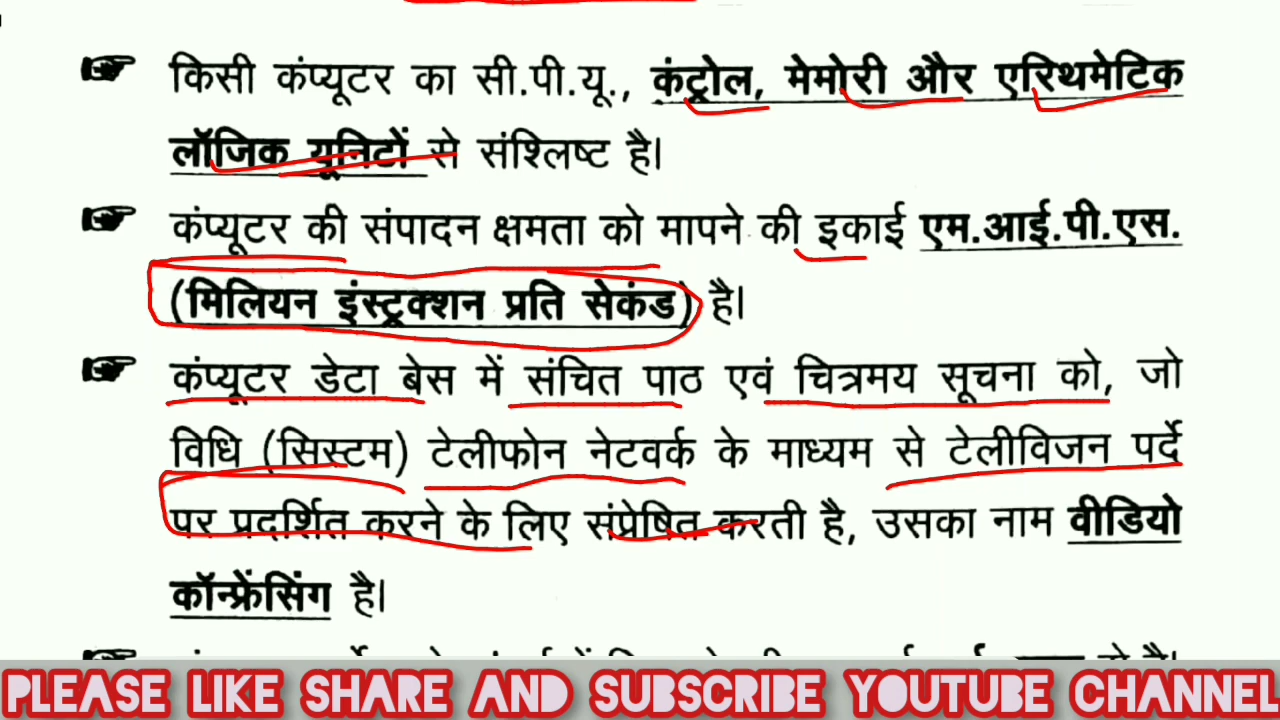 किसी कंप्यूटर का सी.पी.यू., कंट्रोल, मेमोरी और एरिथमेटिक
लॉजिक यूनिटों से संश्लिष्ट है।
कंप्यूटर की संपादन क्षमता को मापने की इकाई एम.आई.पी.एस.
(मिलियन इंस्ट्रक्शन प्रति सेकंड) है।
कंप्यूटर डेटा बेस में संचित पाठ एवं चित्रमय सूचना को, जो
विधि (सिस्टम) टेलीफोन नेटवर्क के माध्यम से टेलीविजन पर्दे
पर प्रदर्शित करने के लिए संप्रेषित करती है, उसका नाम वीडियो
कॉन्फ्रेंसिंग है।
PLEASE LIKE SHARE AND SUBSCRIBE YOUTUBE CHANNEL